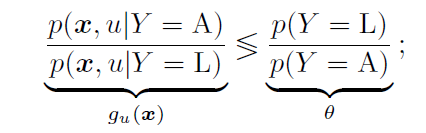 p(x, u|Y = A) / p(x, u|Y = L) ≶ p(Y = L) / p(Y = A) ;
g_u(x) θ